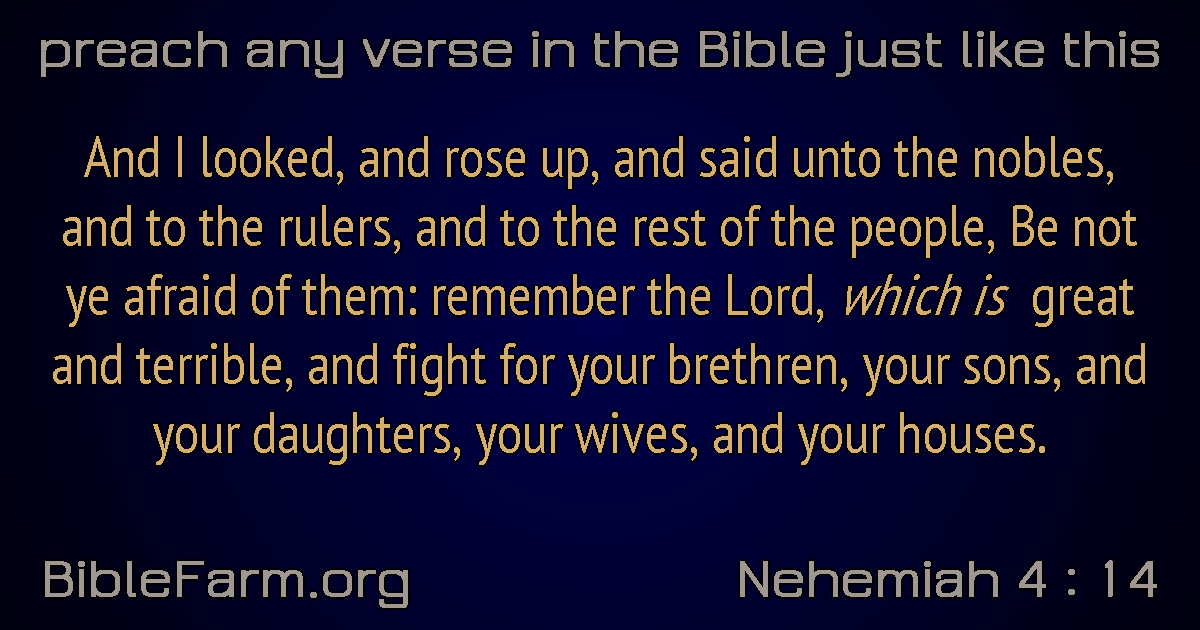 preach any verse in the Bible just like this
And I looked, and rose up, and said unto the nobles,
and to the rulers, and to the rest of the people, Be not
ye afraid of them: remember the Lord, which is great
and terrible, and fight for your brethren, your sons, and
your daughters, your wives, and your houses.
BibleFarm.org
Nehemiah 4 : 14